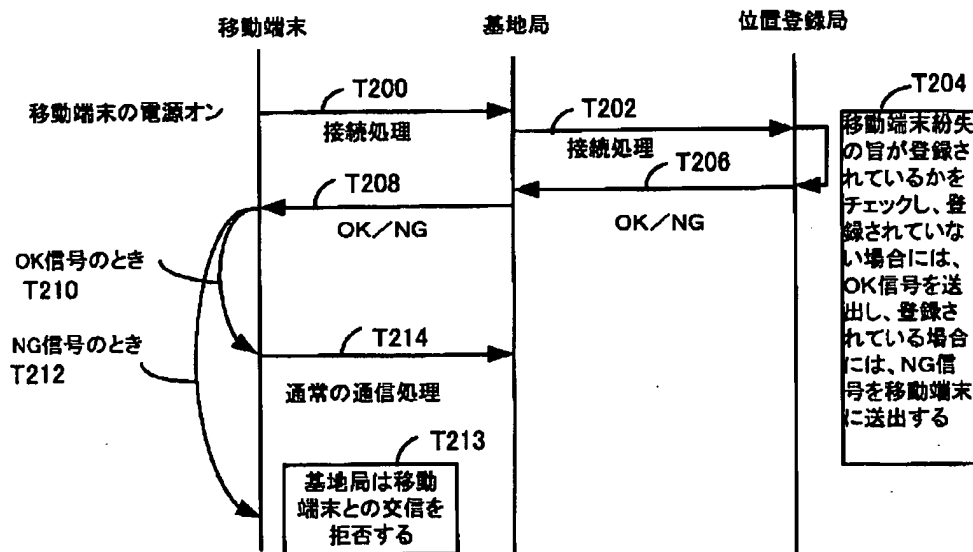 移動端末
基地局
位置登録局
移動端末の電源オン
T200
接続処理
T202
接続処理
T204
移動端末紛失
の旨が登録さ
れているかを
チェックし、登
録されていな
い場合には、
OK信号を送
出し、登録さ
れている場合
には、NG信
号を移動端末
に送出する
T206
OK/NG
T208
OK/NG
OK信号のとき
T210
NG信号のとき
T212
T214
通常の通信処理
T213
基地局は移動
端末との交信を
拒否する